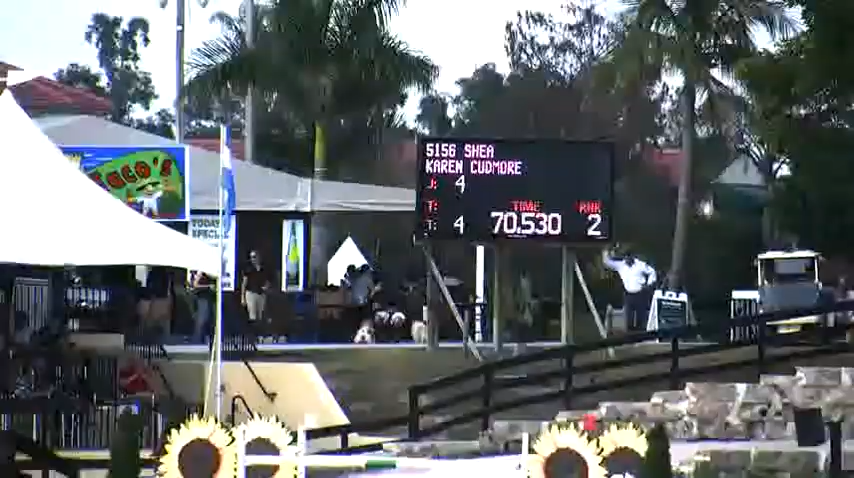 5156 SHEA
KAREN CUDMORE
J: 4
T: TIME RNK
T: 4 70.530 2
TODAY'S
SPECIAL